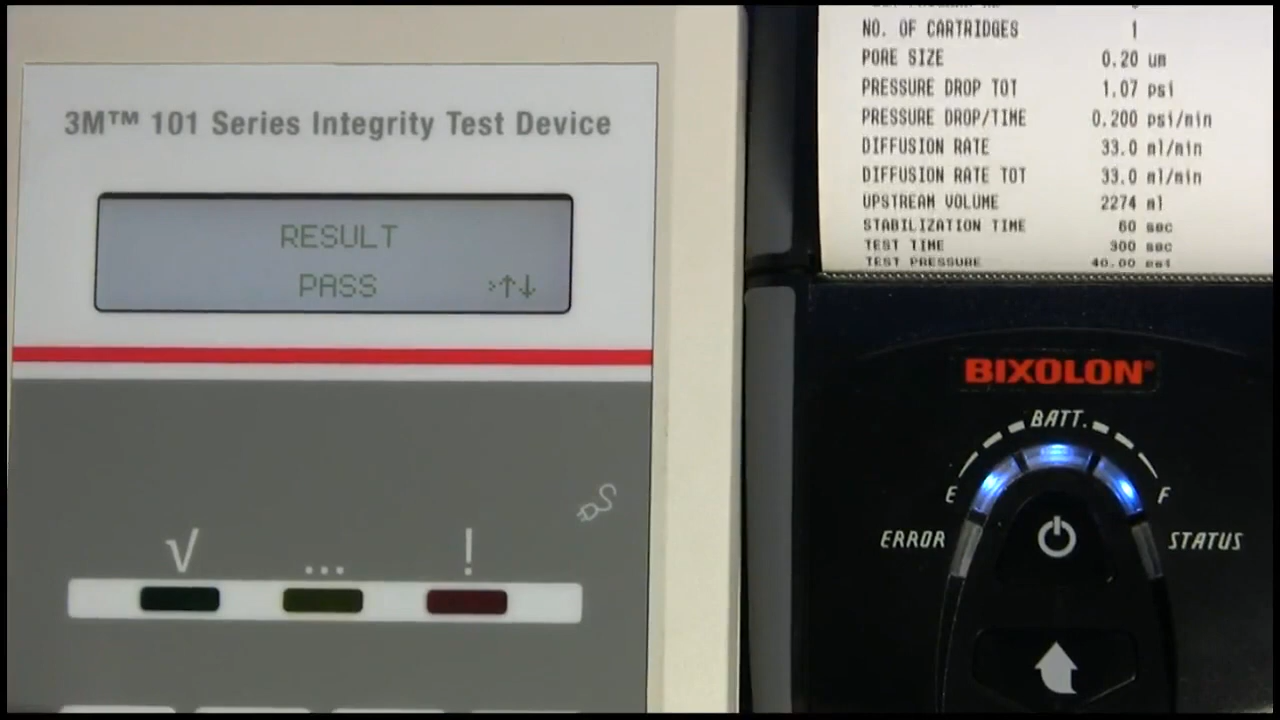 3M™ 101 Series Integrity Test Device
RESULT
PASS >↑↓
√ ... !
NO. OF CARTRIDGES 1
PORE SIZE 0.20 um
PRESSURE DROP TOT 1.07 psi
PRESSURE DROP/TIME 0.200 psi/min
DIFFUSION RATE 33.0 ml/min
DIFFUSION RATE TOT 33.0 ml/min
UPSTREAM VOLUME 2274 ml
STABILIZATION TIME 60 sec
TEST TIME 300 sec
TEST PRESSURE 40.00 psi
BIXOLON®
BATT.
E F
ERROR STATUS